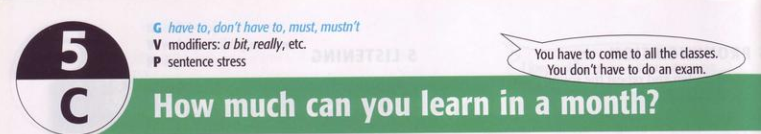 5
C
G have to, don't have to, must, mustn't
V modifiers: a bit, really, etc.
P sentence stress
You have to come to all the classes.
You don't have to do an exam.
How much can you learn in a month?